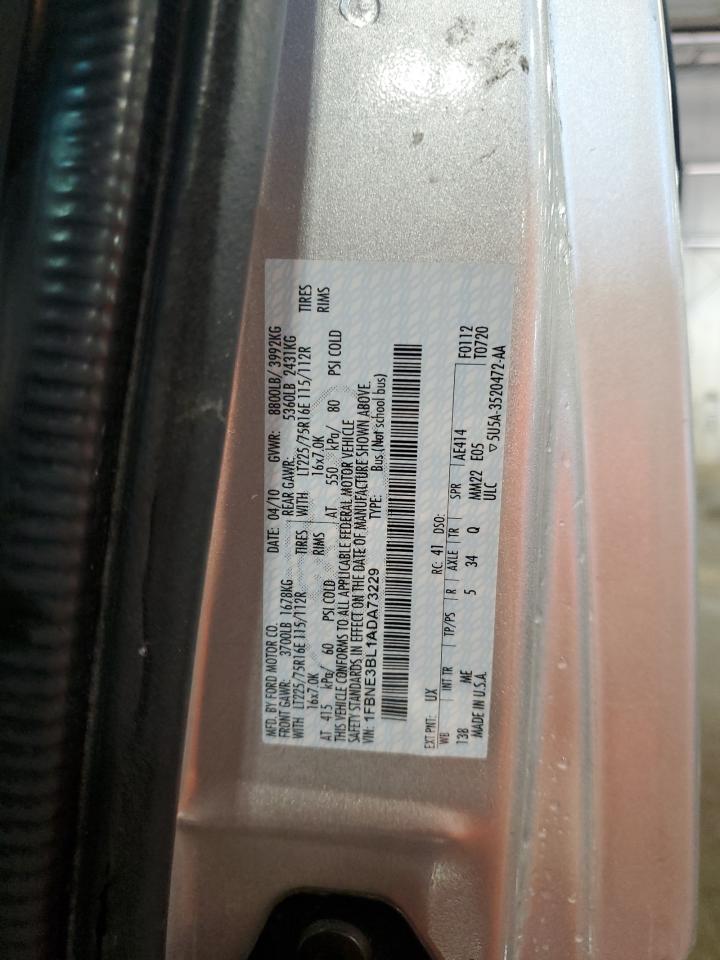 MFD. BY FORD MOTOR CO. DATE: 04/10 GVWR: 8800LB/ 3992KG
FRONT GAWR: 3700LB 1678KG REAR GAWR: 5360LB 2431KG
WITH LT225/75R16E 115/112R TIRES WITH LT225/75R16E 115/112R TIRES
16x7.0K RIMS 16x7.0K RIMS
AT 415 kPa/ 60 PSI COLD AT 550 kPa/ 80 PSI COLD
THIS VEHICLE CONFORMS TO ALL APPLICABLE FEDERAL MOTOR VEHICLE
SAFETY STANDARDS IN EFFECT ON THE DATE OF MANUFACTURE SHOWN ABOVE.
VIN: 1FBNE3BL1ADA73229 TYPE: Bus (Not school bus)
EXT PNT: UX RC: 41 DSO:
WB INT TR TP/PS R AXLE TR SPR AE414 F0112
138 ME 5 34 Q MM22 E05 T0720
MADE IN U.S.A. ULC ▽5U5A-3520472-AA